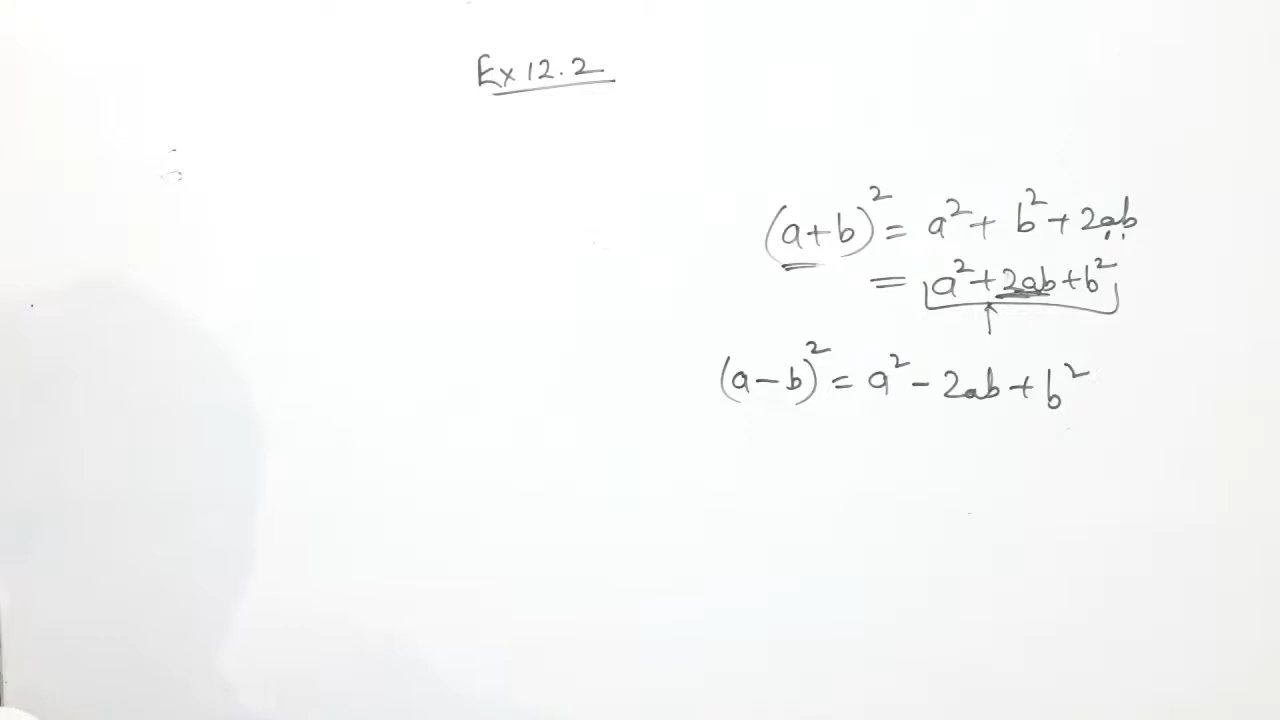 Ex 12.2
(a+b)² = a² + b² + 2ab
= a² + 2ab + b²
(a-b)² = a² - 2ab + b²